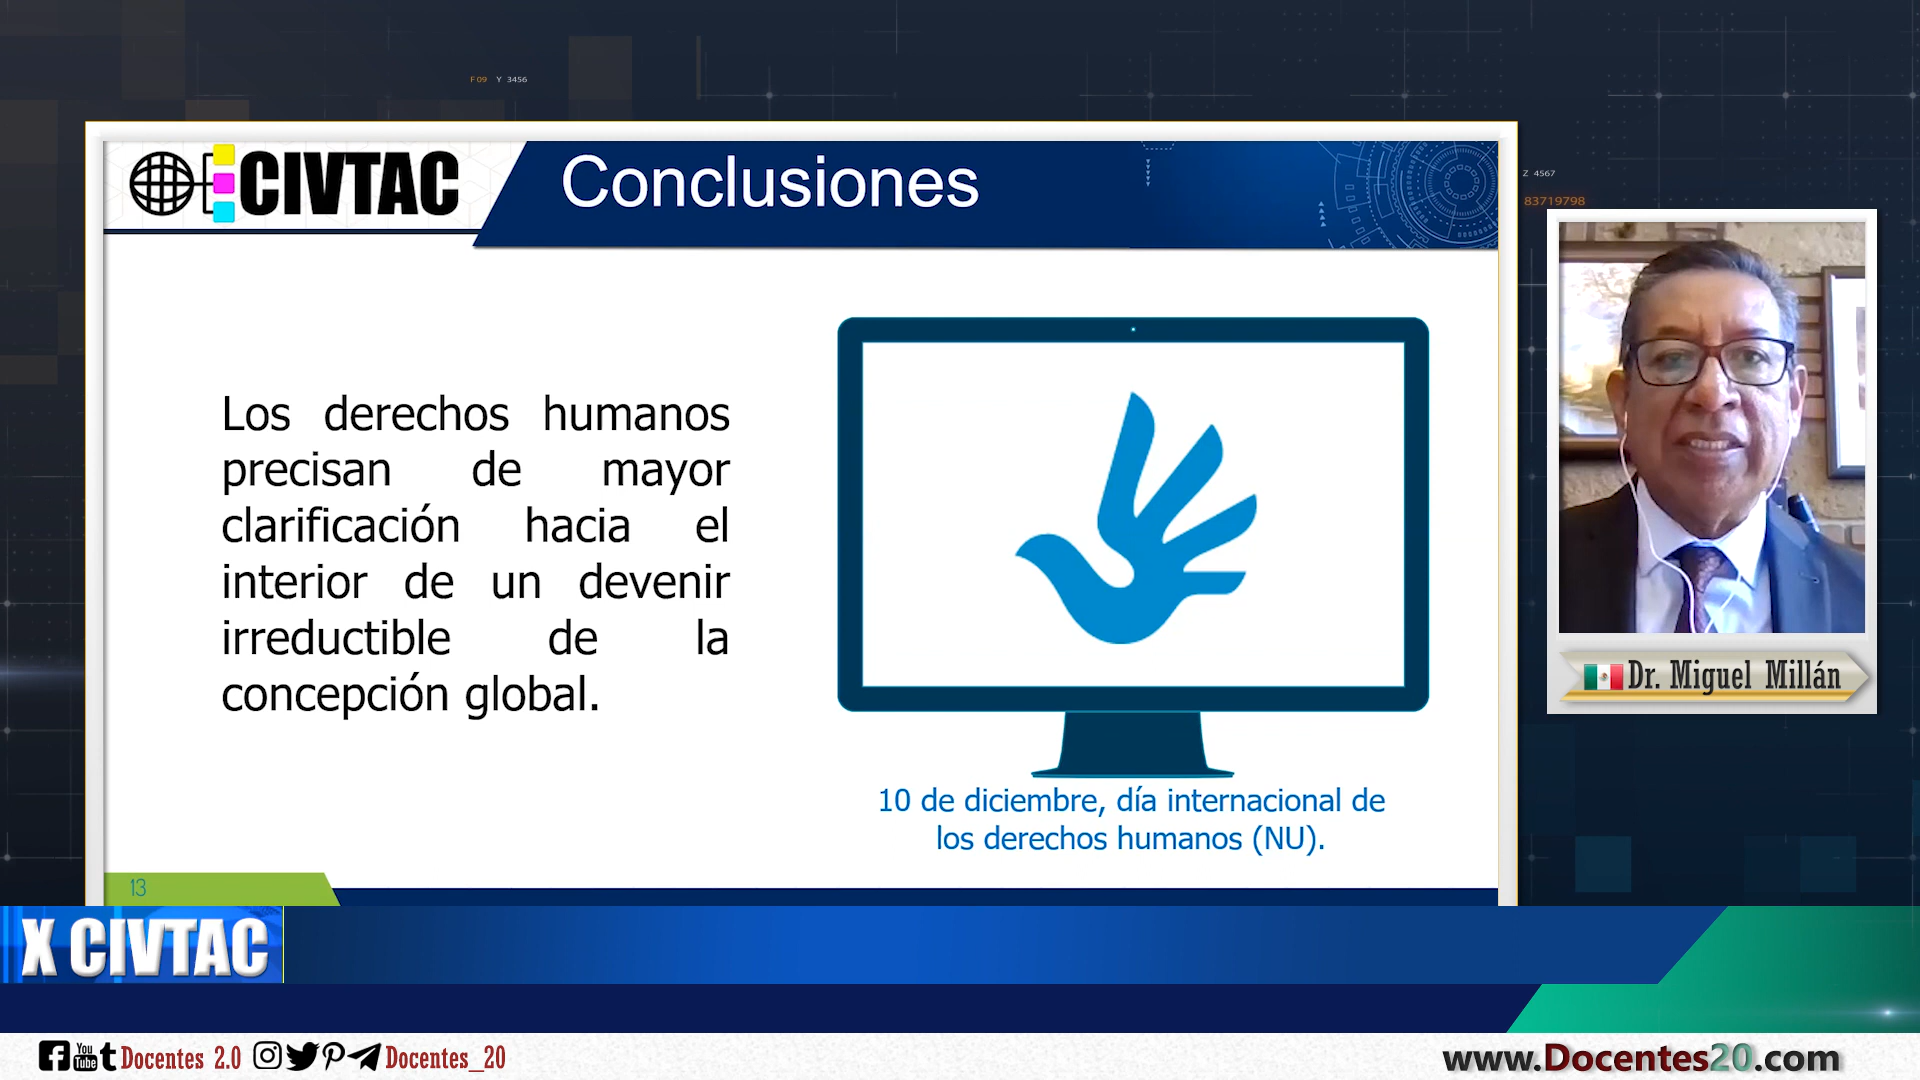 F09 Y 3456
CIVTAC
Conclusiones
Z 4567
83719798
Los derechos humanos
precisan de mayor
clarificación hacia el
interior de un devenir
irreductible de la
concepción global.
10 de diciembre, día internacional de
los derechos humanos (NU).
Dr. Miguel Millán
13
X CIVTAC
You
Tube
Docentes 2.0
Docentes_20
www.Docentes20.com